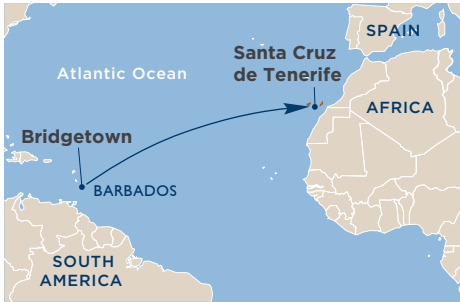 SPAIN
Santa Cruz
de Tenerife
Atlantic Ocean
AFRICA
Bridgetown
BARBADOS
SOUTH
AMERICA